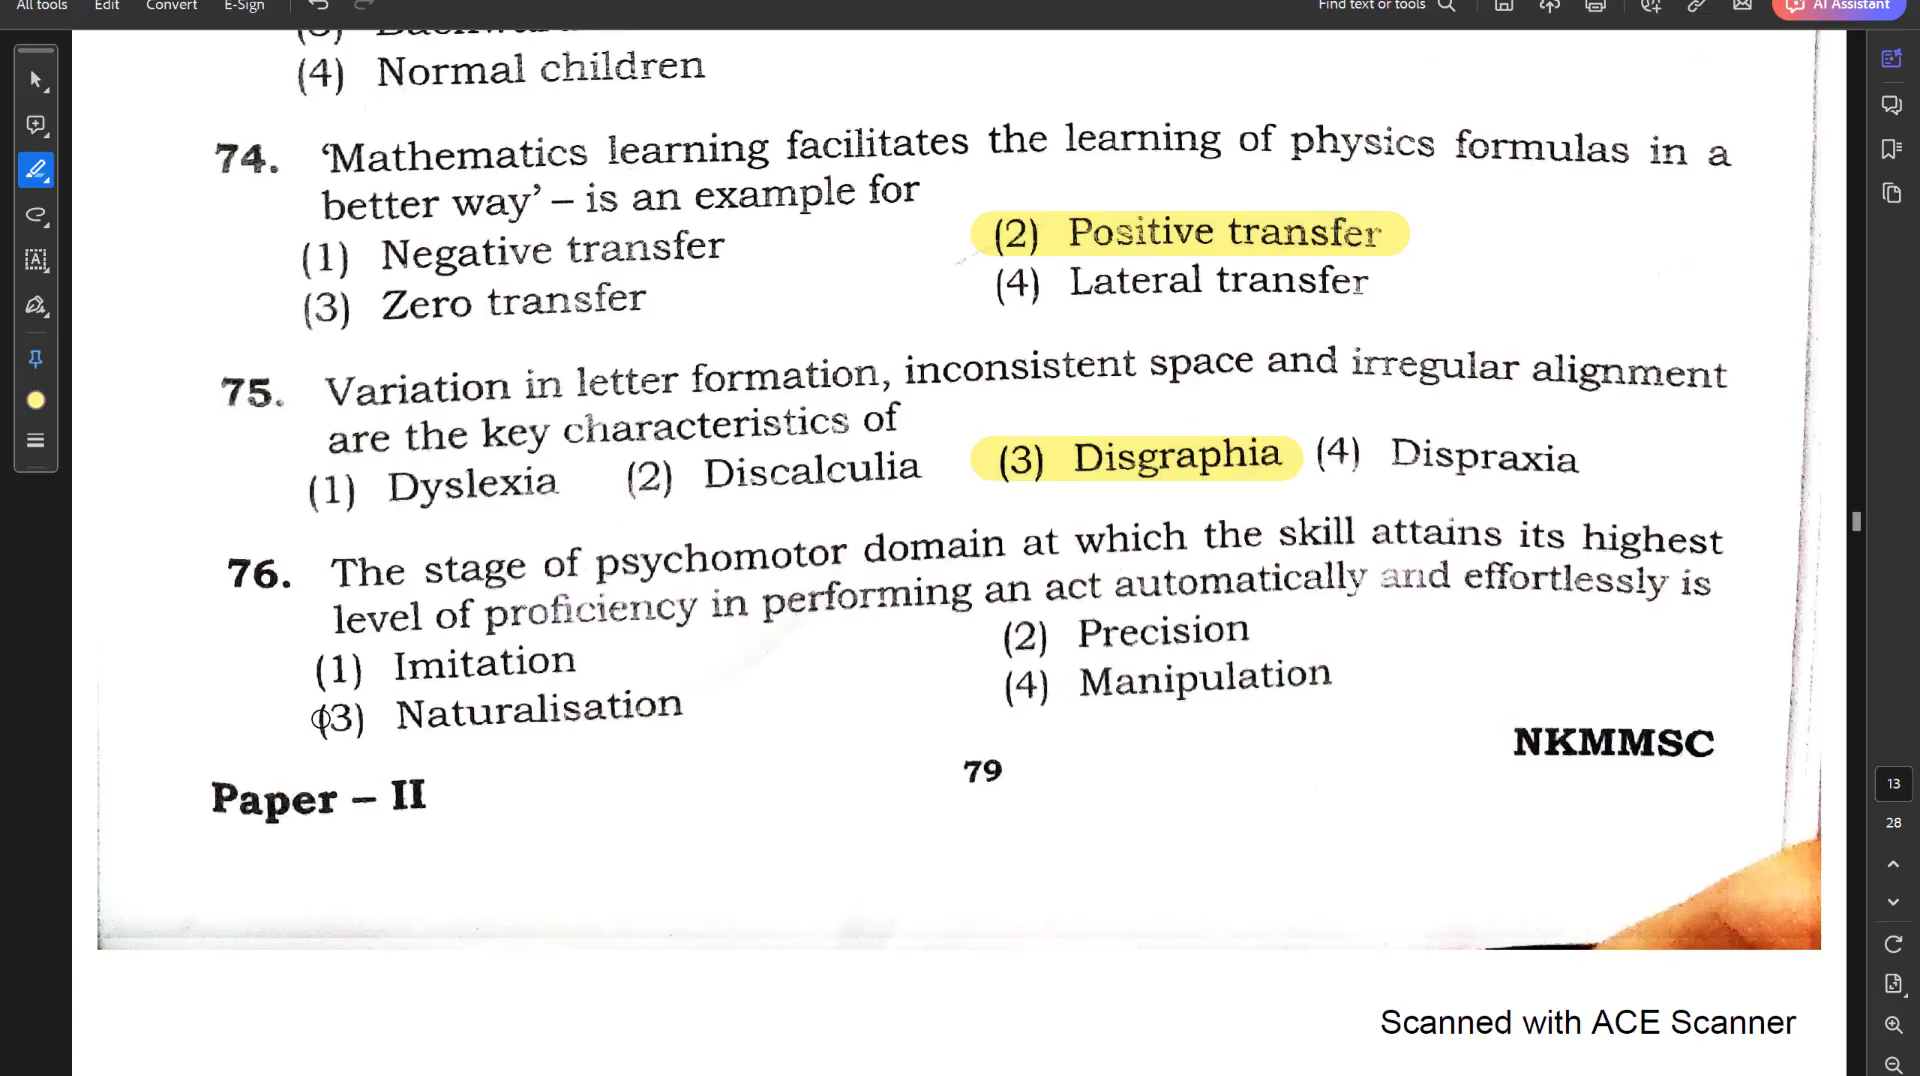 All tools Edit Convert E-Sign Find text or tools AI Assistant
(4) Normal children
74. ‘Mathematics learning facilitates the learning of physics formulas in a
better way’ – is an example for
(1) Negative transfer (2) Positive transfer
(3) Zero transfer (4) Lateral transfer
75. Variation in letter formation, inconsistent space and irregular alignment
are the key characteristics of
(1) Dyslexia (2) Discalculia (3) Disgraphia (4) Dispraxia
76. The stage of psychomotor domain at which the skill attains its highest
level of proficiency in performing an act automatically and effortlessly is
(1) Imitation (2) Precision
(3) Naturalisation (4) Manipulation
NKMMSC
79
Paper – II
13
28
Scanned with ACE Scanner